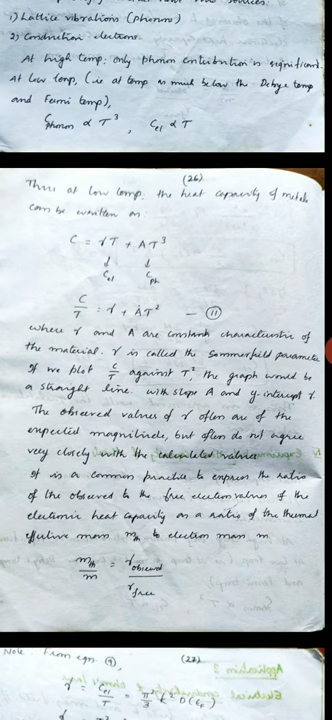 1) Lattice vibrations (phonons)
2) Conduction electrons.
At high temp: only phonon contribution is significant.
At low temp, (ie at temp as much below the Debye temp
and Fermi temp),
C_phonon ∝ T³, C_el ∝ T
(26)
Thus at low temp, the heat capacity of metals
can be written as:
C = γT + AT³
↓ ↓
C_el C_ph
C/T = γ + AT² — (11)
where γ and A are constants characteristic of
the material. γ is called the Sommerfeld parameter
If we plot C/T against T², the graph would be
a straight line. with slope A and y-intercept γ.
The observed values of γ often are of the
expected magnitude, but often do not agree
very closely with the calculated values
It is a common practice to express the ratio
of the observed to the free electron values of the
electronic heat capacity as a ratio of the thermal
effective mass m_th to electron mass m.
m_th/m = γ_observed/γ_free
(27)
Note: From eqn (9),
γ = C_el/T = π²/3 k² D(ε_F)